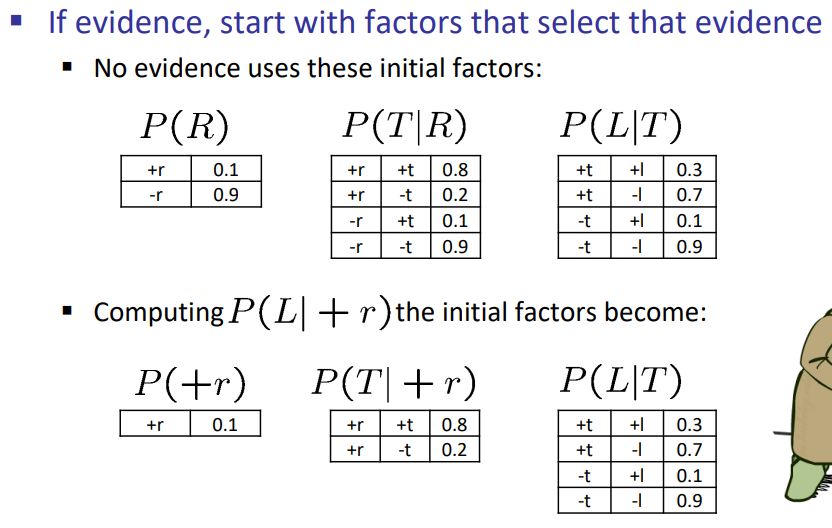 ▪ If evidence, start with factors that select that evidence
▪ No evidence uses these initial factors:
P(R) P(T|R) P(L|T)
+r 0.1 +r +t 0.8 +t +l 0.3
-r 0.9 +r -t 0.2 +t -l 0.7
-r +t 0.1 -t +l 0.1
-r -t 0.9 -t -l 0.9
▪ Computing P(L| + r) the initial factors become:
P(+r) P(T| + r) P(L|T)
+r 0.1 +r +t 0.8 +t +l 0.3
+r -t 0.2 +t -l 0.7
-t +l 0.1
-t -l 0.9